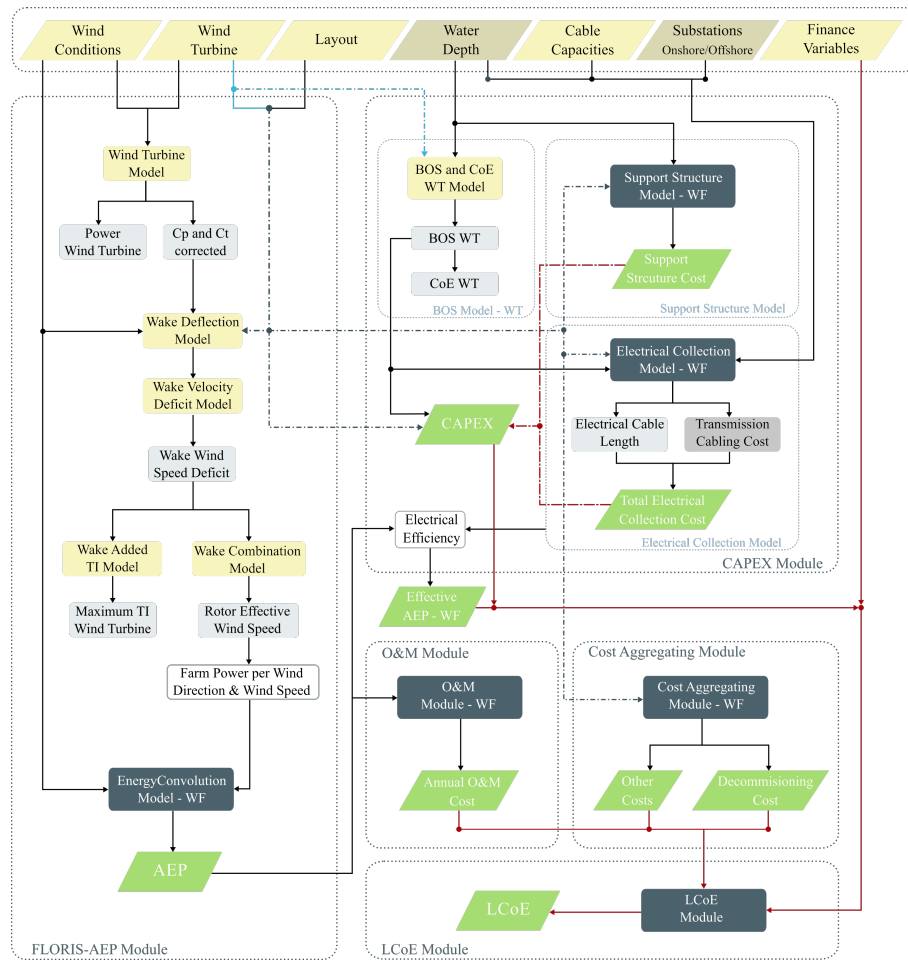 Wind
Conditions
Wind
Turbine
Layout
Water
Depth
Cable
Capacities
Substations
Onshore/Offshore
Finance
Variables
Wind Turbine
Model
Power
Wind Turbine
Cp and Ct
corrected
Wake Deflection
Model
Wake Velocity
Deficit Model
Wake Wind
Speed Deficit
Wake Added
TI Model
Wake Combination
Model
Maximum TI
Wind Turbine
Rotor Effective
Wind Speed
Farm Power per Wind
Direction & Wind Speed
EnergyConvolution
Model - WF
AEP
FLORIS-AEP Module
BOS and CoE
WT Model
BOS WT
CoE WT
BOS Model - WT
Support Structure
Model - WF
Support
Strcuture Cost
Support Structure Model
Electrical Collection
Model - WF
Electrical Cable
Length
Transmission
Cabling Cost
Total Electrical
Collection Cost
Electrical Collection Model
CAPEX
Electrical
Efficiency
CAPEX Module
Effective
AEP - WF
O&M Module
O&M
Module - WF
Annual O&M
Cost
Cost Aggregating Module
Cost Aggregating
Module - WF
Other
Costs
Decommisioning
Cost
LCoE
LCoE
Module
LCoE Module